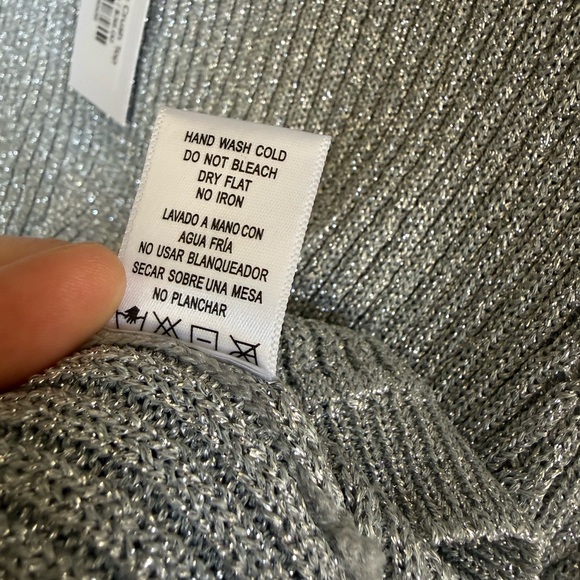 HAND WASH COLD
DO NOT BLEACH
DRY FLAT
NO IRON
LAVADO A MANO CON
AGUA FRÍA
NO USAR BLANQUEADOR
SECAR SOBRE UNA MESA
NO PLANCHAR